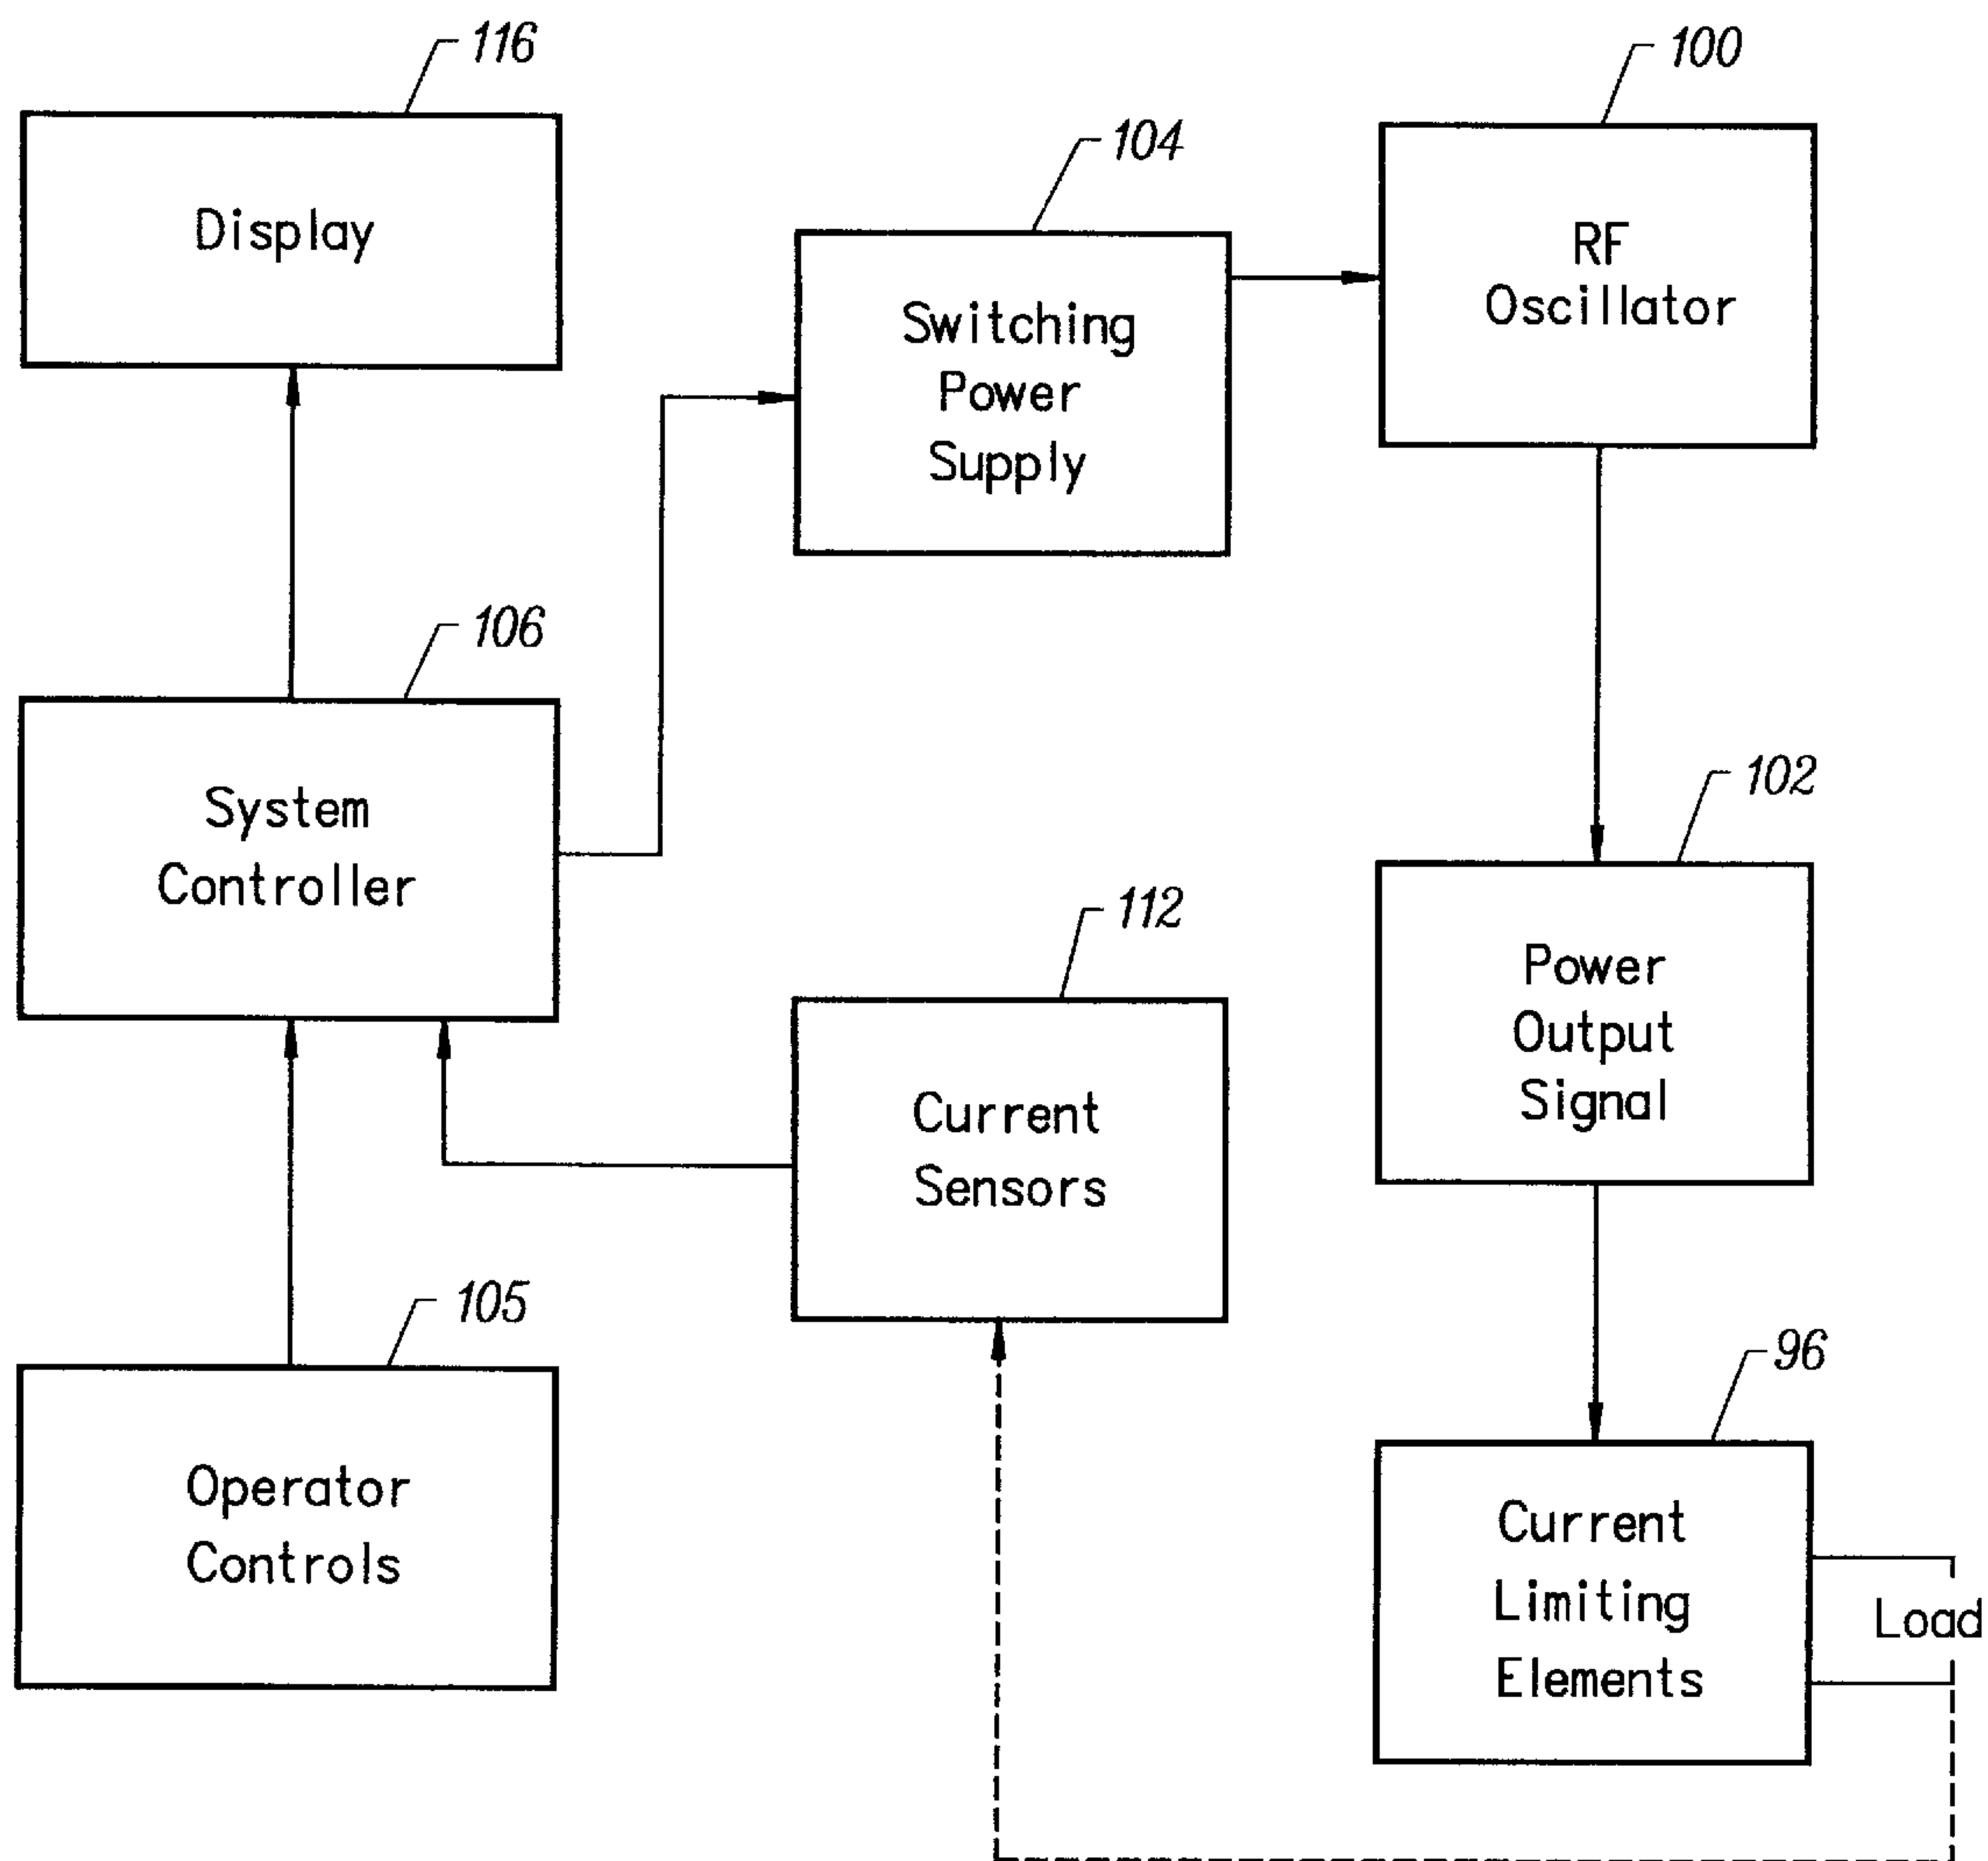 116
Display
100
RF
Oscillator
104
Switching
Power
Supply
106
System
Controller
102
Power
Output
Signal
112
Current
Sensors
105
Operator
Controls
96
Current
Limiting
Elements
Load